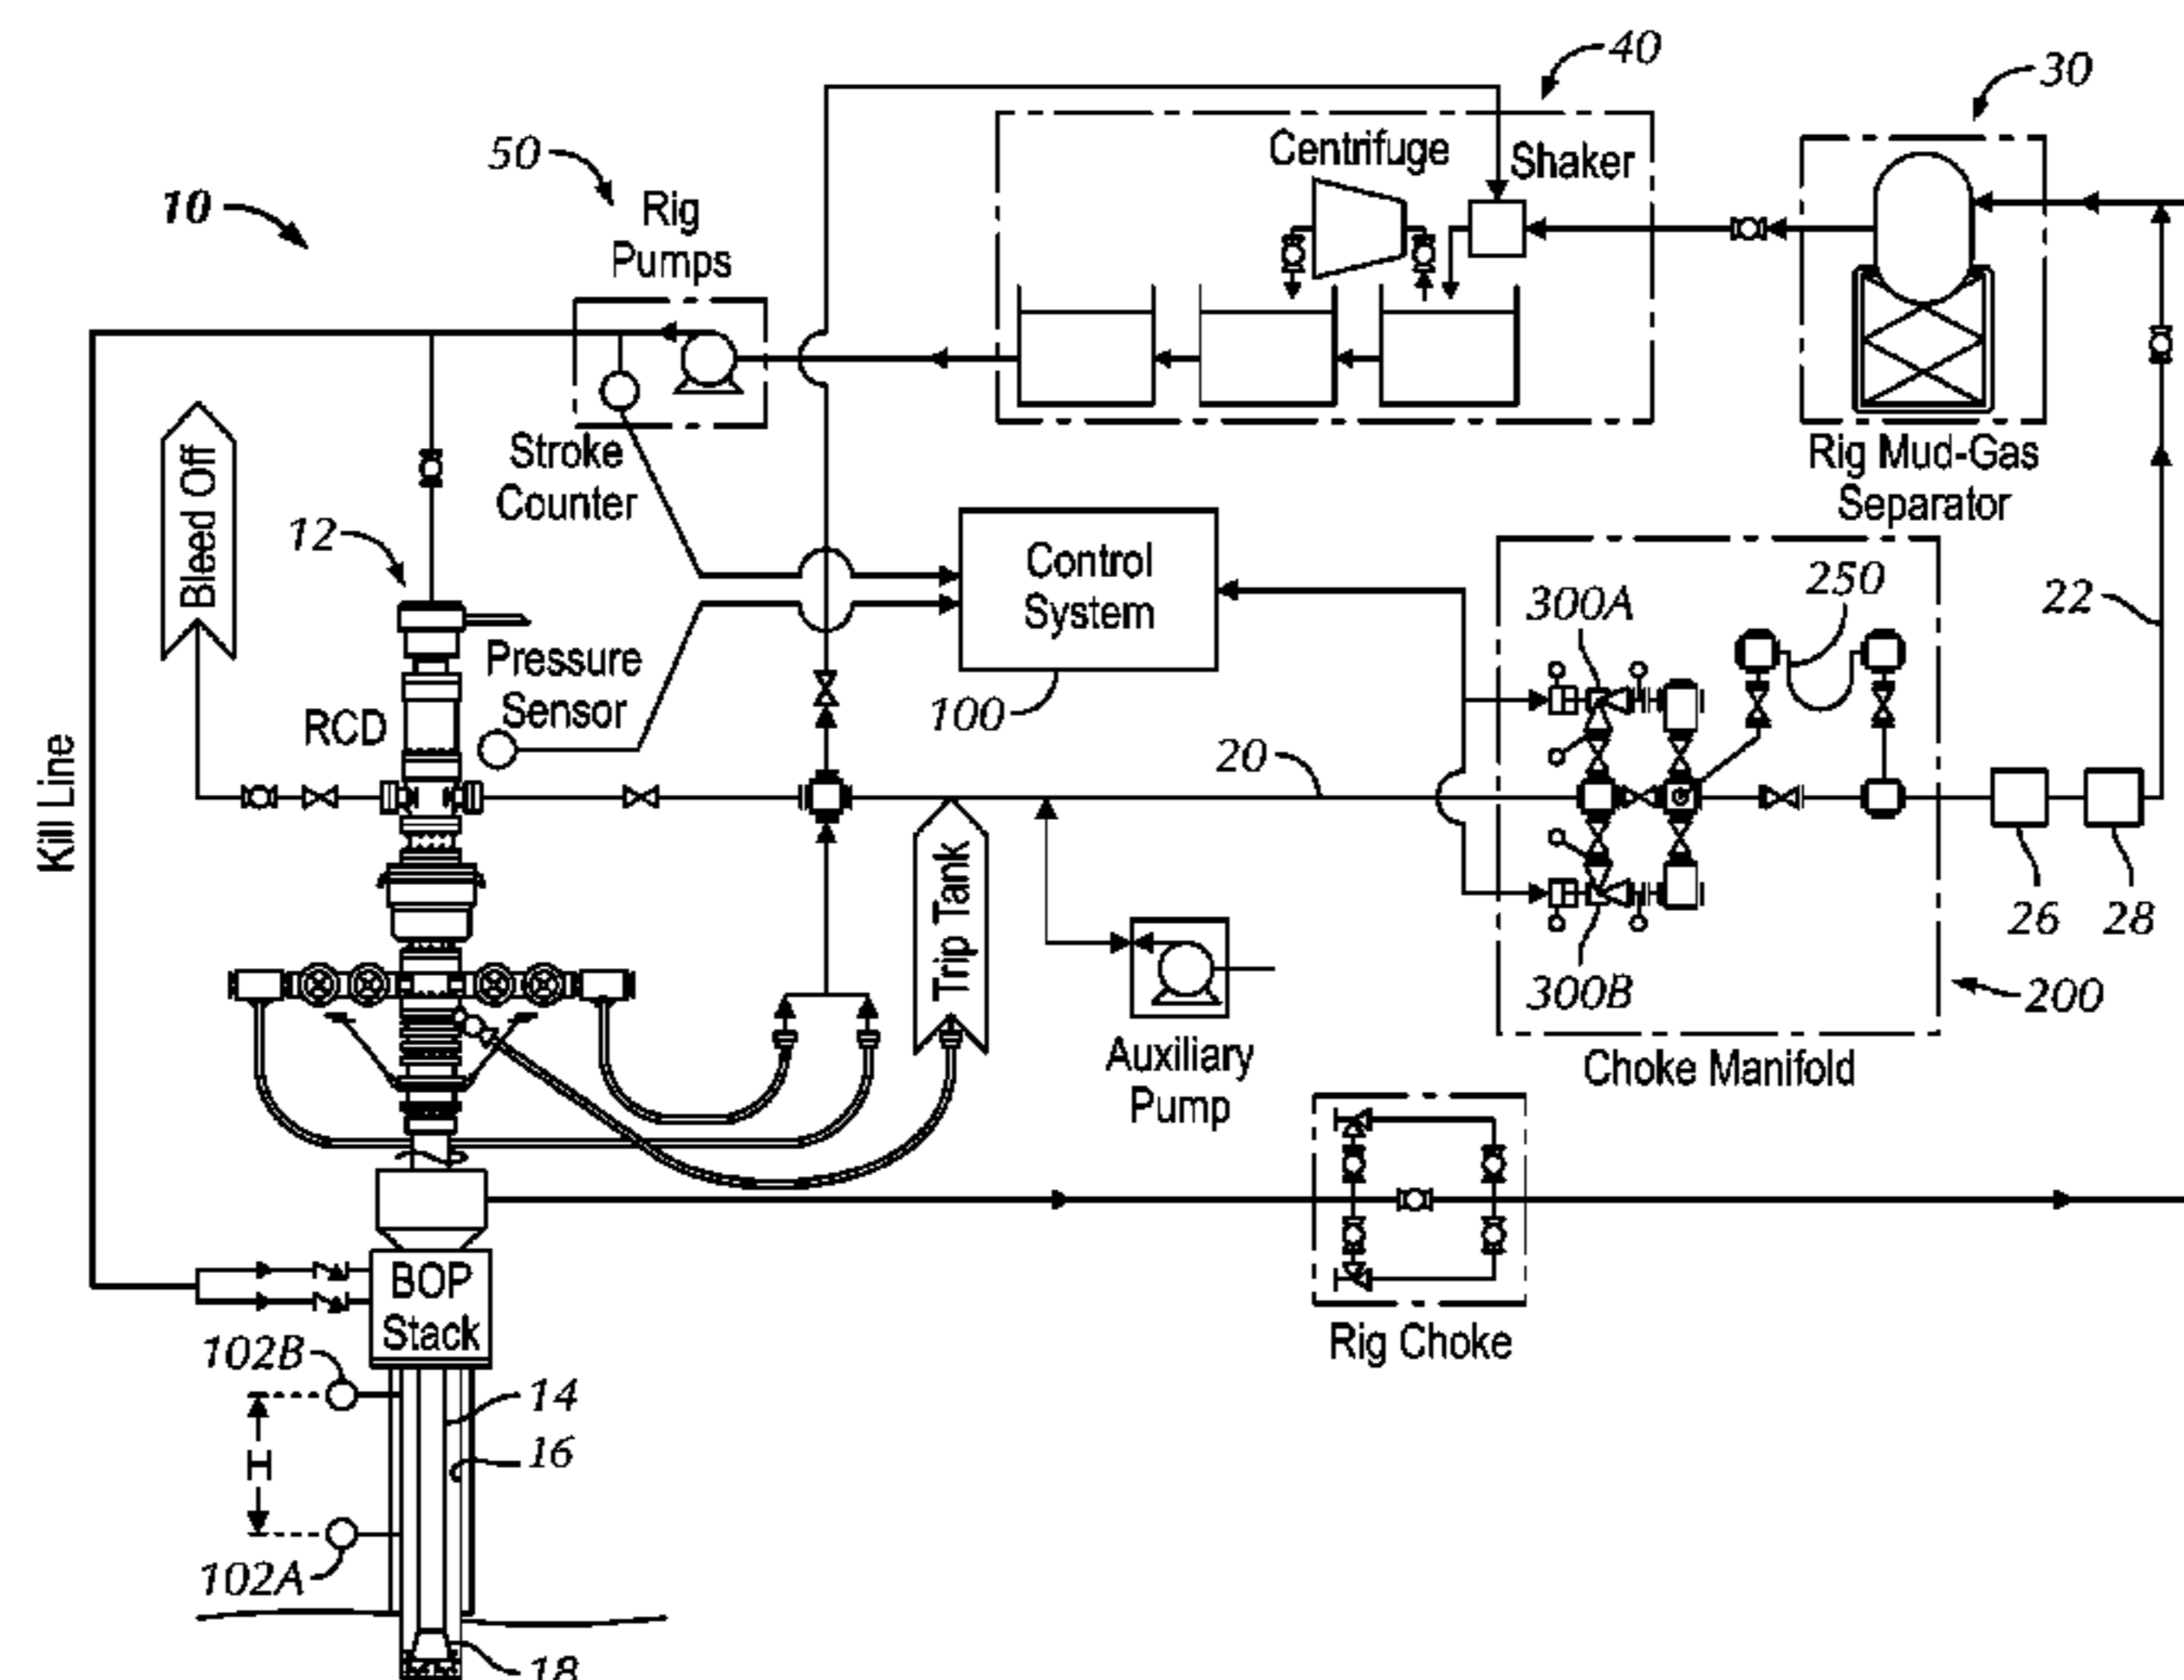 40
30
50
Centrifuge
Shaker
10
Rig
Pumps
Bleed Off
Stroke
Counter
Rig Mud-Gas
Separator
12
Control
System
300A
250
22
Pressure
Sensor
RCD
100
20
Kill Line
Trip Tank
26
28
300B
200
Auxiliary
Pump
Choke Manifold
BOP
Stack
Rig Choke
102B
14
H
16
102A
18